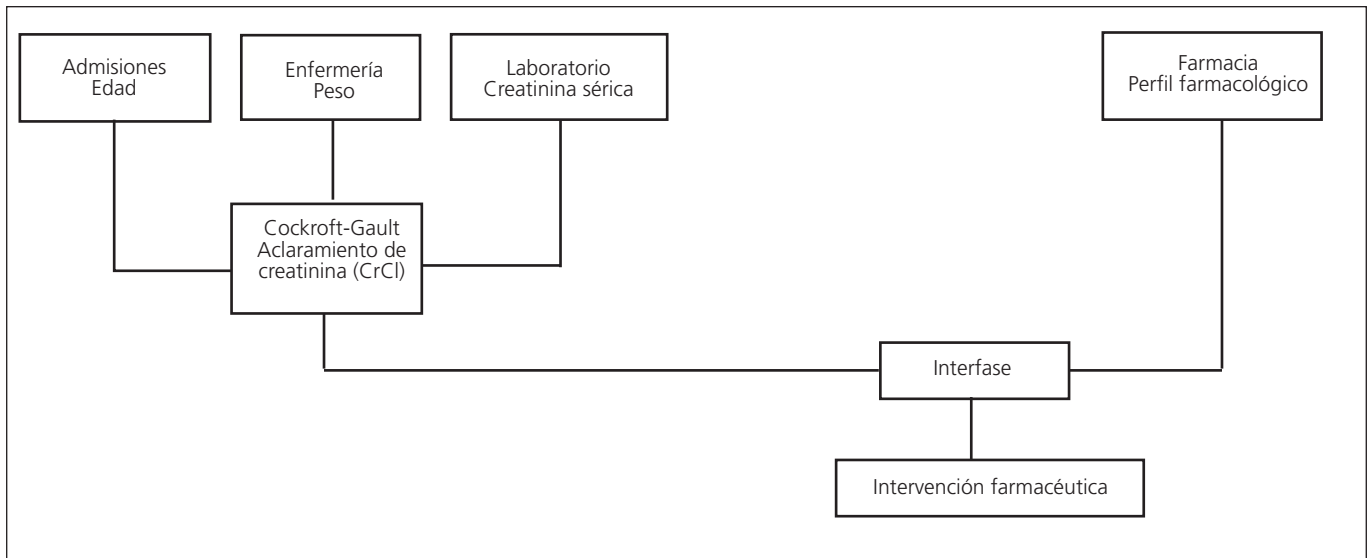 Admisiones
Edad
Enfermería
Peso
Laboratorio
Creatinina sérica
Farmacia
Perfil farmacológico
Cockroft-Gault
Aclaramiento de
creatinina (CrCl)
Interfase
Intervención farmacéutica